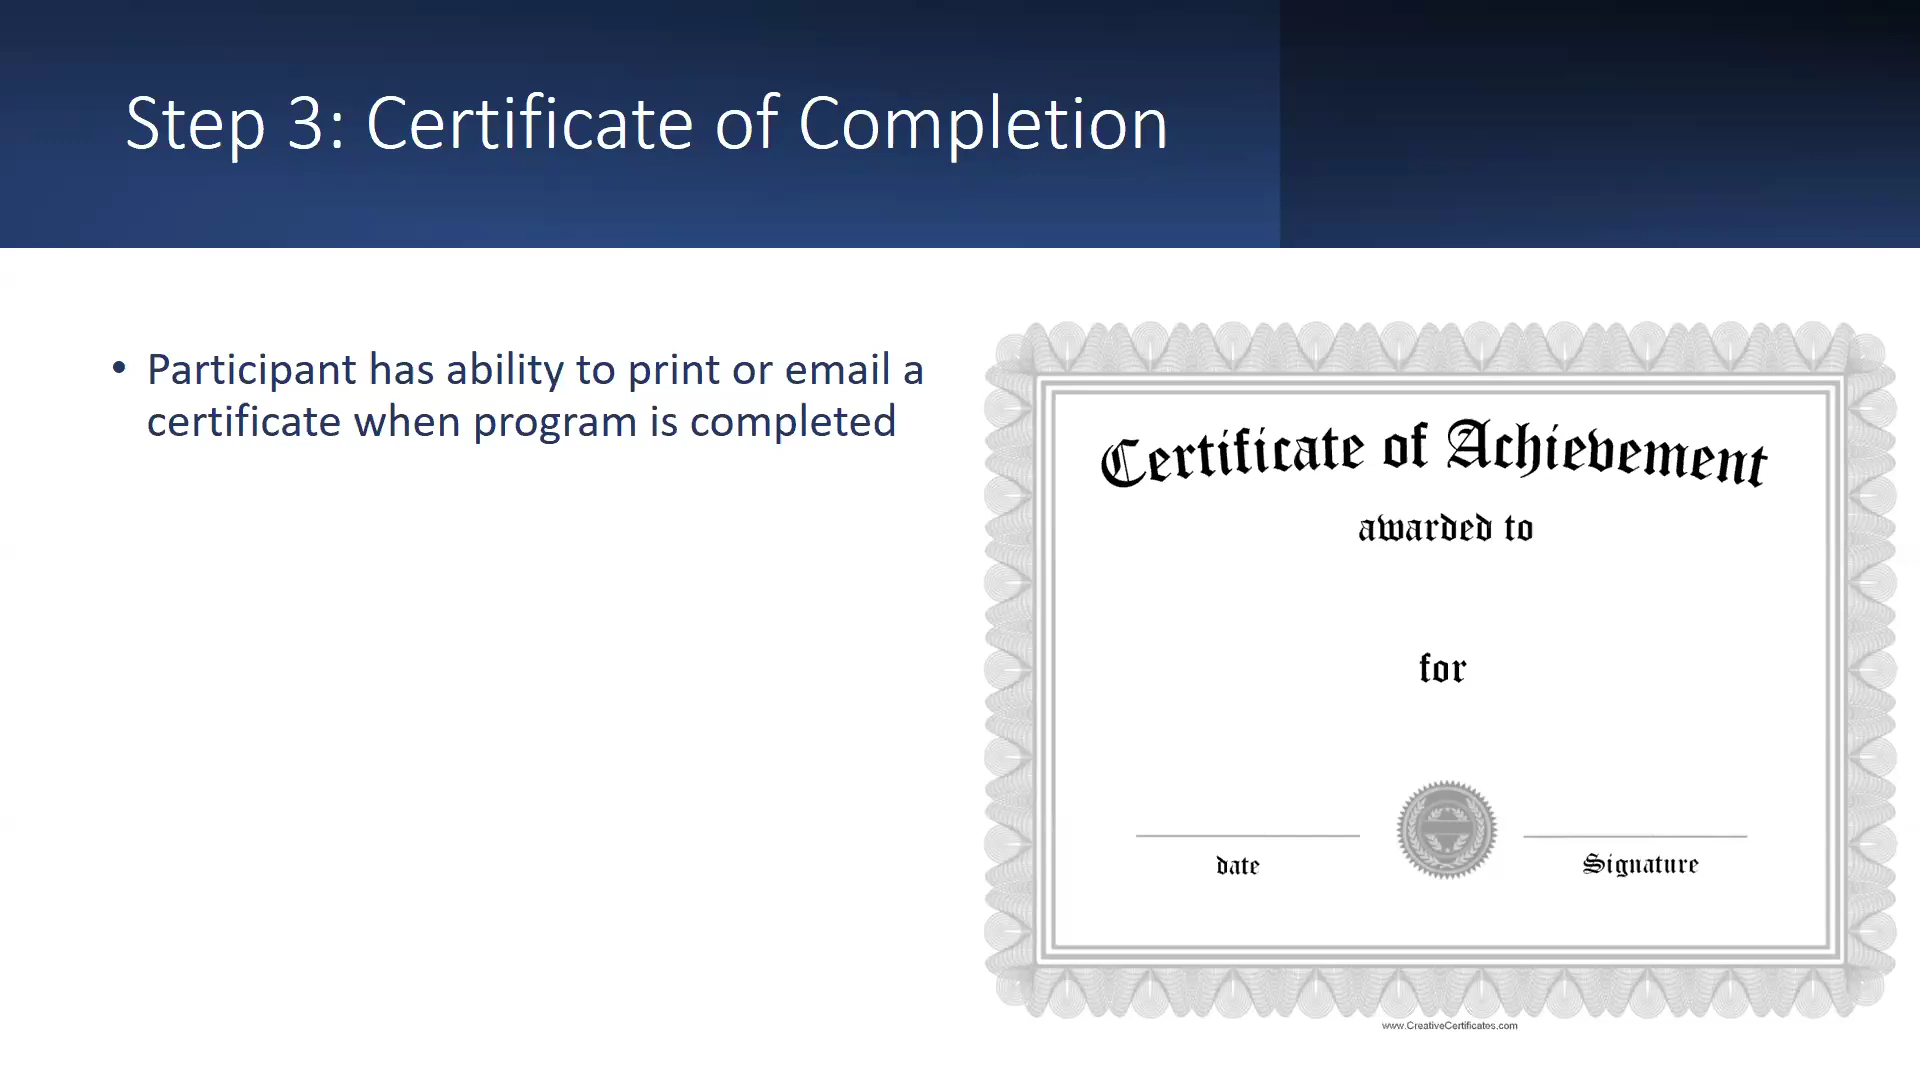 Step 3: Certificate of Completion
• Participant has ability to print or email a
certificate when program is completed
Certificate of Achievement
awarded to
for
date
Signature
www.CreativeCertificates.com